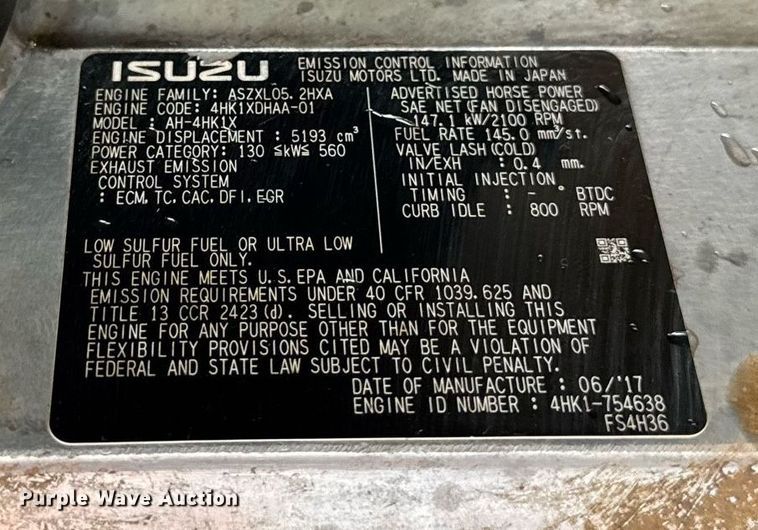 ISUZU
EMISSION CONTROL INFORMATION
ISUZU MOTORS LTD. MADE IN JAPAN
ENGINE FAMILY: ASZXL05.2HXA
ENGINE CODE: 4HK1XDHAA-01
MODEL : AH-4HK1X
ENGINE DISPLACEMENT : 5193 cm³
POWER CATEGORY: 130 ≦kW≦ 560
EXHAUST EMISSION
CONTROL SYSTEM
: ECM, TC, CAC, DFI, EGR
ADVERTISED HORSE POWER
SAE NET(FAN DISENGAGED)
147.1 kW/2100 RPM
FUEL RATE 145.0 mm³/st.
VALVE LASH(COLD)
IN/EXH : 0.4 mm.
INITIAL INJECTION
TIMING : - ° BTDC
CURB IDLE : 800 RPM
LOW SULFUR FUEL OR ULTRA LOW
SULFUR FUEL ONLY.
THIS ENGINE MEETS U.S.EPA AND CALIFORNIA
EMISSION REQUIREMENTS UNDER 40 CFR 1039.625 AND
TITLE 13 CCR 2423(d). SELLING OR INSTALLING THIS
ENGINE FOR ANY PURPOSE OTHER THAN FOR THE EQUIPMENT
FLEXIBILITY PROVISIONS CITED MAY BE A VIOLATION OF
FEDERAL AND STATE LAW SUBJECT TO CIVIL PENALTY.
DATE OF MANUFACTURE : 06/'17
ENGINE ID NUMBER : 4HK1-754638
FS4H36
Purple Wave Auction